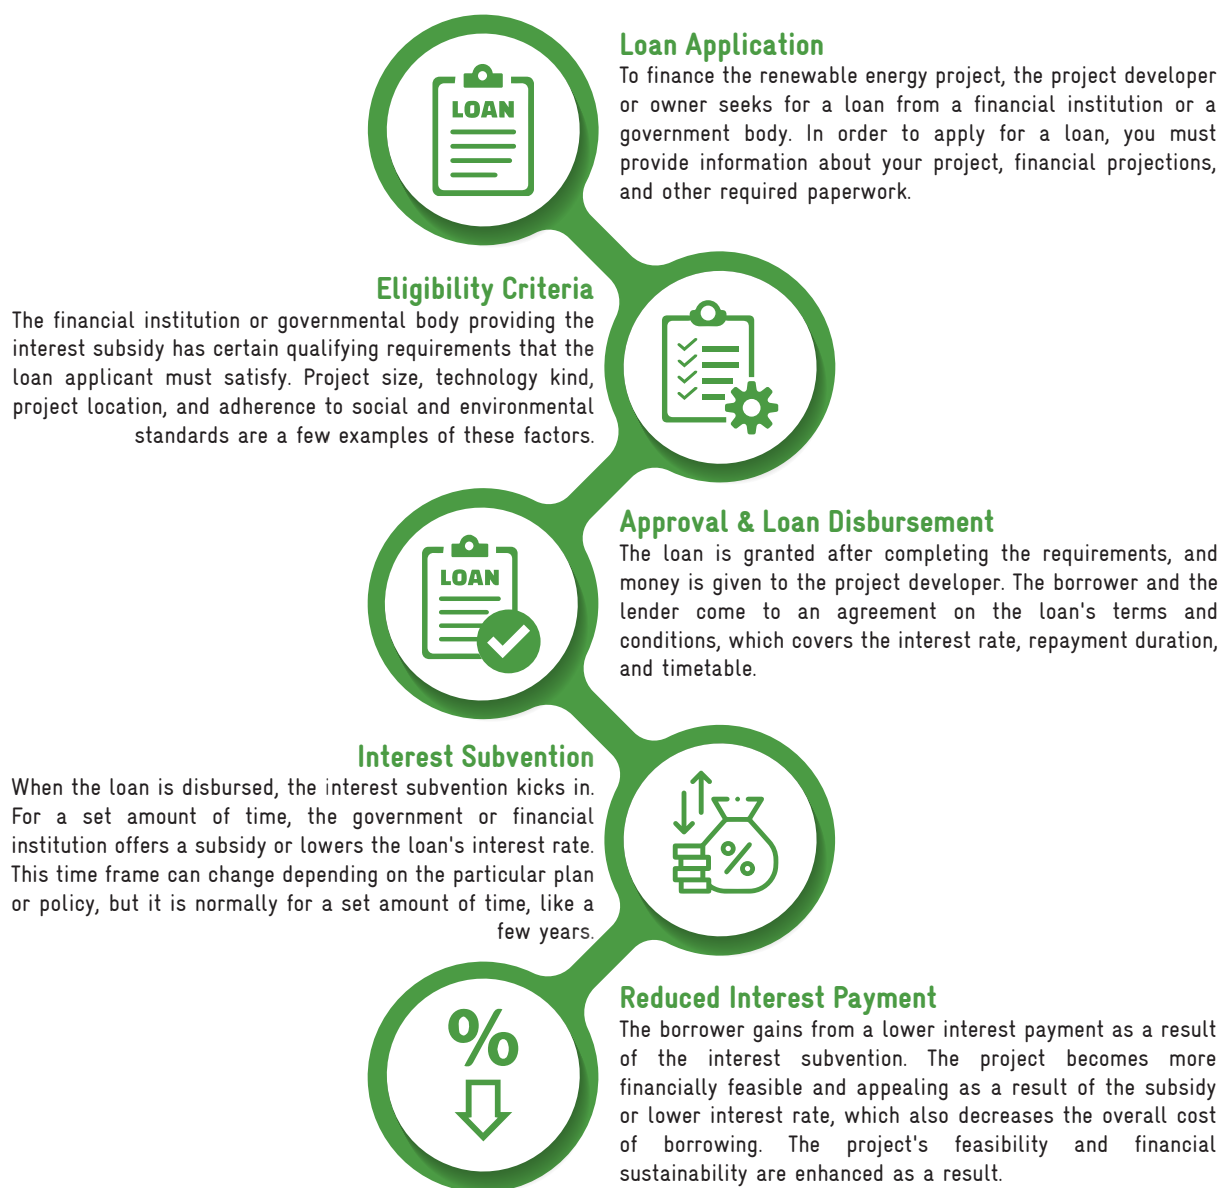 LOAN
Loan Application
To finance the renewable energy project, the project developer
or owner seeks for a loan from a financial institution or a
government body. In order to apply for a loan, you must
provide information about your project, financial projections,
and other required paperwork.
Eligibility Criteria
The financial institution or governmental body providing the
interest subsidy has certain qualifying requirements that the
loan applicant must satisfy. Project size, technology kind,
project location, and adherence to social and environmental
standards are a few examples of these factors.
LOAN
Approval & Loan Disbursement
The loan is granted after completing the requirements, and
money is given to the project developer. The borrower and the
lender come to an agreement on the loan's terms and
conditions, which covers the interest rate, repayment duration,
and timetable.
Interest Subvention
When the loan is disbursed, the interest subvention kicks in.
For a set amount of time, the government or financial
institution offers a subsidy or lowers the loan's interest rate.
This time frame can change depending on the particular plan
or policy, but it is normally for a set amount of time, like a
few years.
%
%
Reduced Interest Payment
The borrower gains from a lower interest payment as a result
of the interest subvention. The project becomes more
financially feasible and appealing as a result of the subsidy
or lower interest rate, which also decreases the overall cost
of borrowing. The project's feasibility and financial
sustainability are enhanced as a result.